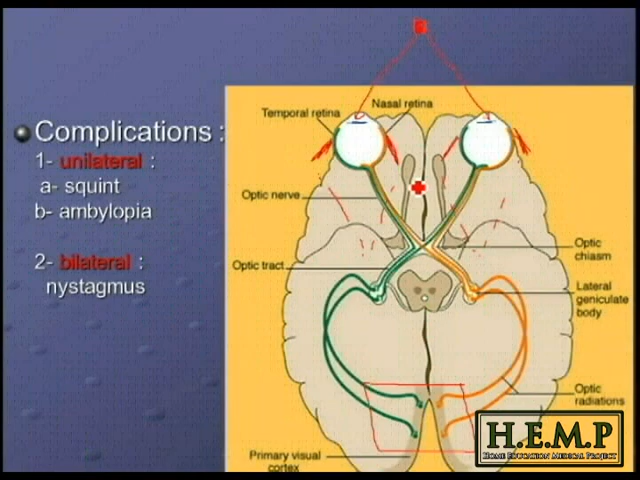 Complications :
1- unilateral :
a- squint
b- ambylopia
2- bilateral :
nystagmus
Temporal retina
Nasal retina
Optic nerve
Optic tract
Optic
chiasm
Lateral
geniculate
body
Optic
radiations
Primary visual
cortex
H.E.M.P
HOME EDUCATION MEDICAL PROJECT